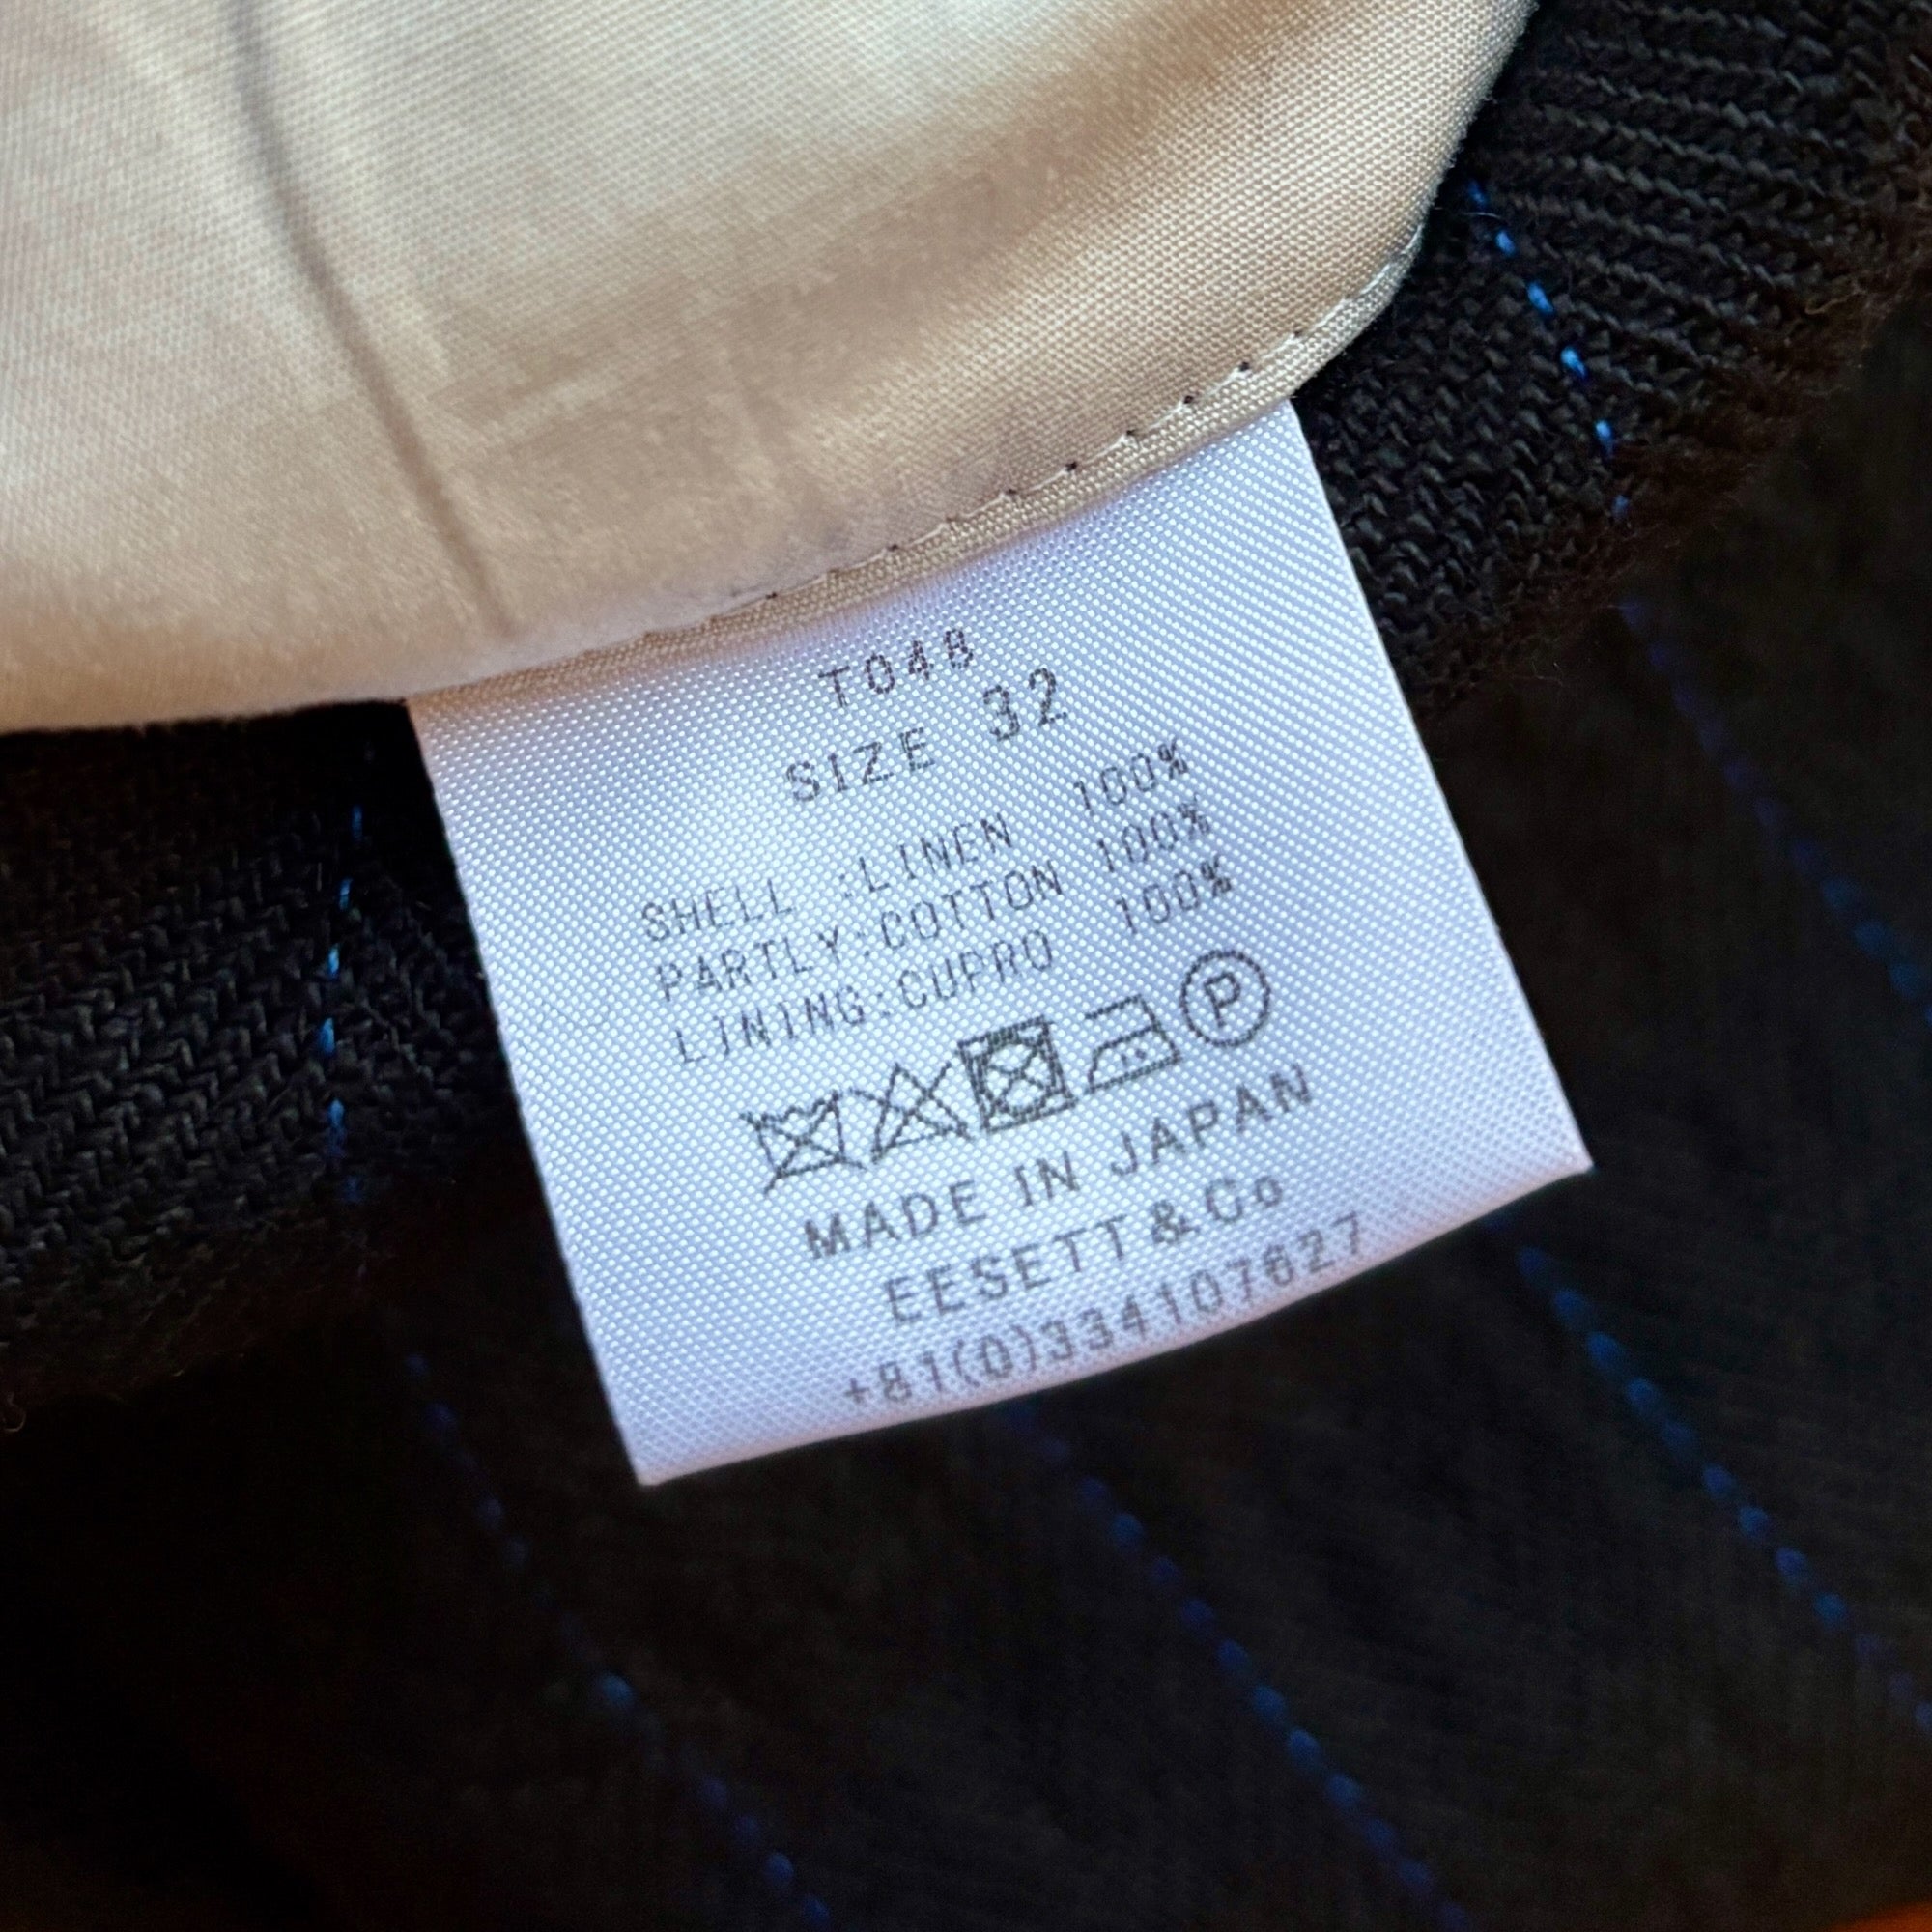 T048
SIZE 32
SHELL :LINEN 100%
PARTLY:COTTON 100%
LINING:CUPRO 100%
P
MADE IN JAPAN
EESETT&Co
+81(0)334107627